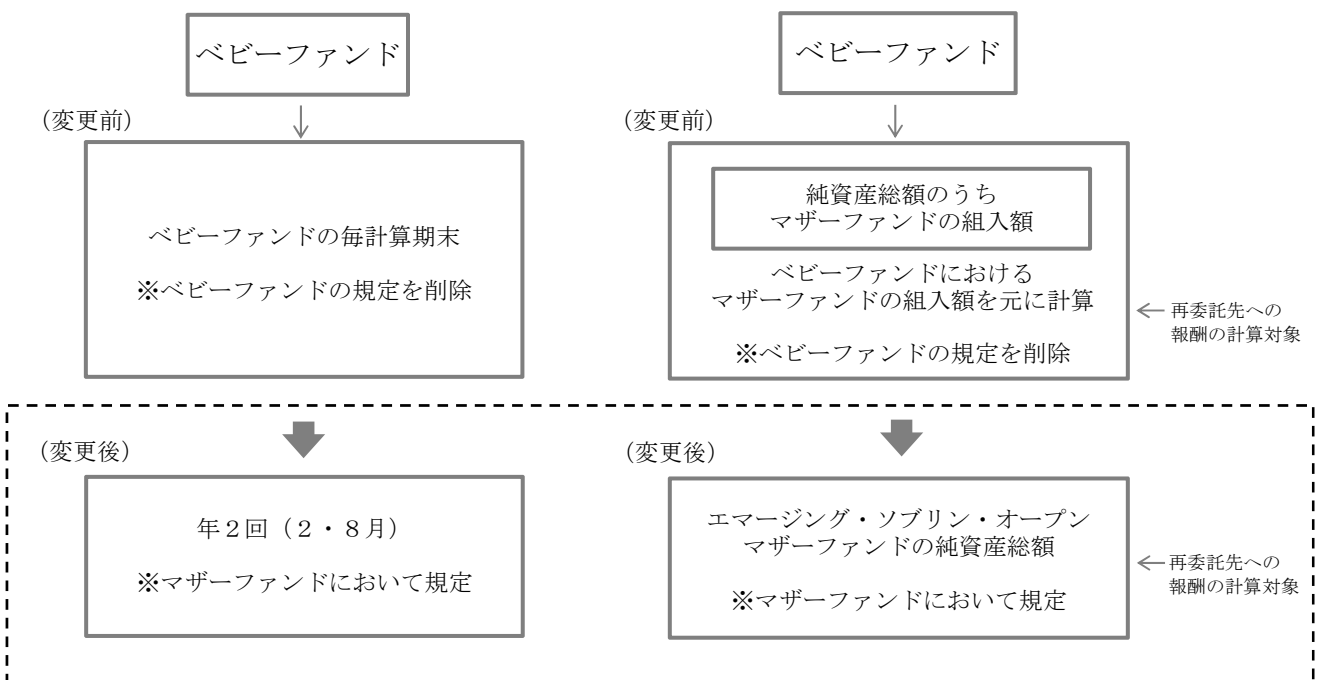 ベビーファンド
(変更前)
ベビーファンドの毎計算期末
※ベビーファンドの規定を削除
(変更後)
年2回(2・8月)
※マザーファンドにおいて規定
ベビーファンド
(変更前)
純資産総額のうち
マザーファンドの組入額
ベビーファンドにおける
マザーファンドの組入額を元に計算
※ベビーファンドの規定を削除
再委託先への
報酬の計算対象
(変更後)
エマージング・ソブリン・オープン
マザーファンドの純資産総額
※マザーファンドにおいて規定
再委託先への
報酬の計算対象